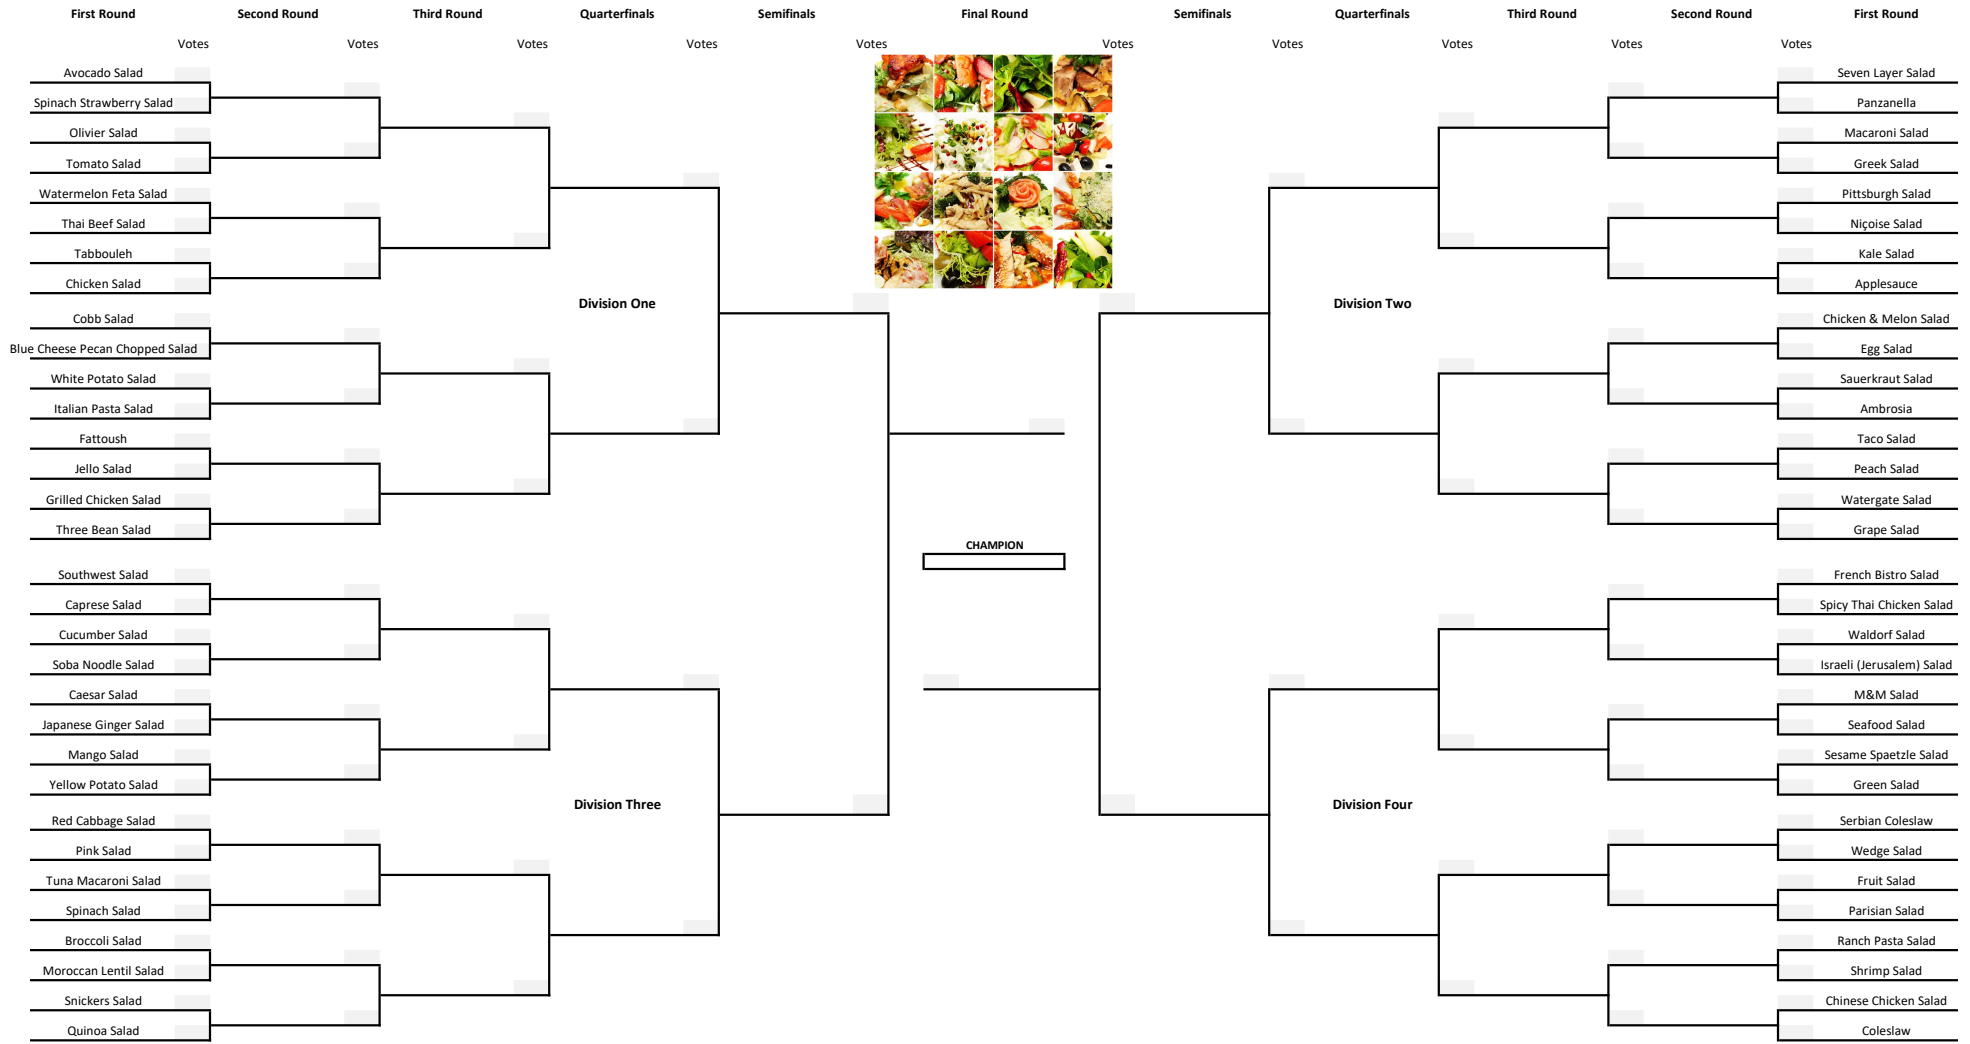 First Round Second Round Third Round Quarterfinals Semifinals Final Round Semifinals Quarterfinals Third Round Second Round First Round
Votes Votes Votes Votes Votes Votes Votes Votes Votes Votes
Avocado Salad
Spinach Strawberry Salad
Olivier Salad
Tomato Salad
Watermelon Feta Salad
Thai Beef Salad
Tabbouleh
Chicken Salad
Division One
Cobb Salad
Blue Cheese Pecan Chopped Salad
White Potato Salad
Italian Pasta Salad
Fattoush
Jello Salad
Grilled Chicken Salad
Three Bean Salad
Southwest Salad
Caprese Salad
Cucumber Salad
Soba Noodle Salad
Caesar Salad
Japanese Ginger Salad
Mango Salad
Yellow Potato Salad
Division Three
Red Cabbage Salad
Pink Salad
Tuna Macaroni Salad
Spinach Salad
Broccoli Salad
Moroccan Lentil Salad
Snickers Salad
Quinoa Salad
CHAMPION
Seven Layer Salad
Panzanella
Macaroni Salad
Greek Salad
Pittsburgh Salad
Niçoise Salad
Kale Salad
Applesauce
Division Two
Chicken & Melon Salad
Egg Salad
Sauerkraut Salad
Ambrosia
Taco Salad
Peach Salad
Watergate Salad
Grape Salad
French Bistro Salad
Spicy Thai Chicken Salad
Waldorf Salad
Israeli (Jerusalem) Salad
M&M Salad
Seafood Salad
Sesame Spaetzle Salad
Green Salad
Division Four
Serbian Coleslaw
Wedge Salad
Fruit Salad
Parisian Salad
Ranch Pasta Salad
Shrimp Salad
Chinese Chicken Salad
Coleslaw